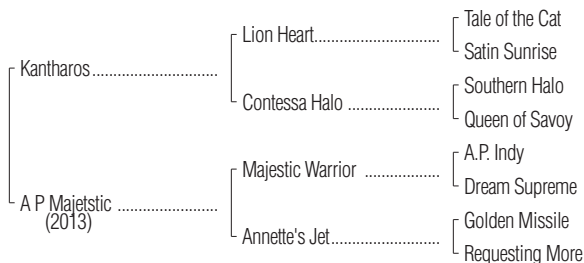 Tale of the Cat
Lion Heart
Satin Sunrise
Kantharos
Southern Halo
Contessa Halo
Queen of Savoy
A.P. Indy
Majestic Warrior
Dream Supreme
A P Majetstic
(2013)
Golden Missile
Annette's Jet
Requesting More